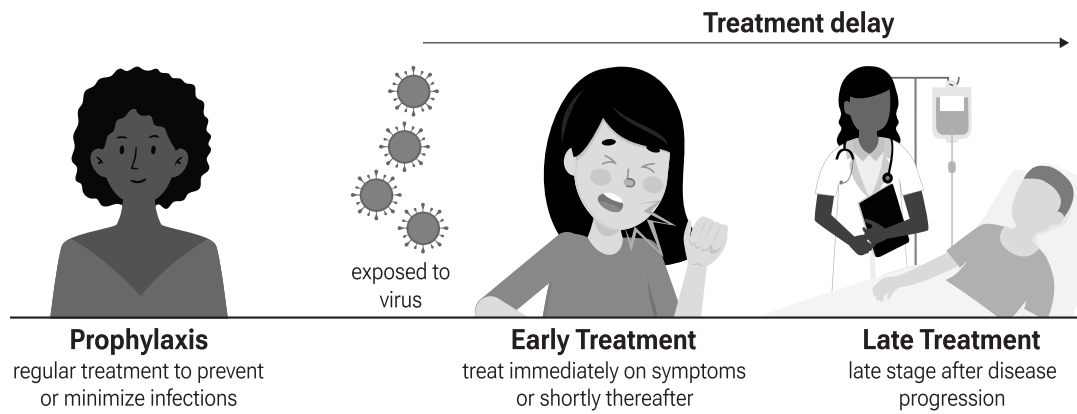 Treatment delay
exposed to
virus
Prophylaxis
regular treatment to prevent
or minimize infections
Early Treatment
treat immediately on symptoms
or shortly thereafter
Late Treatment
late stage after disease
progression